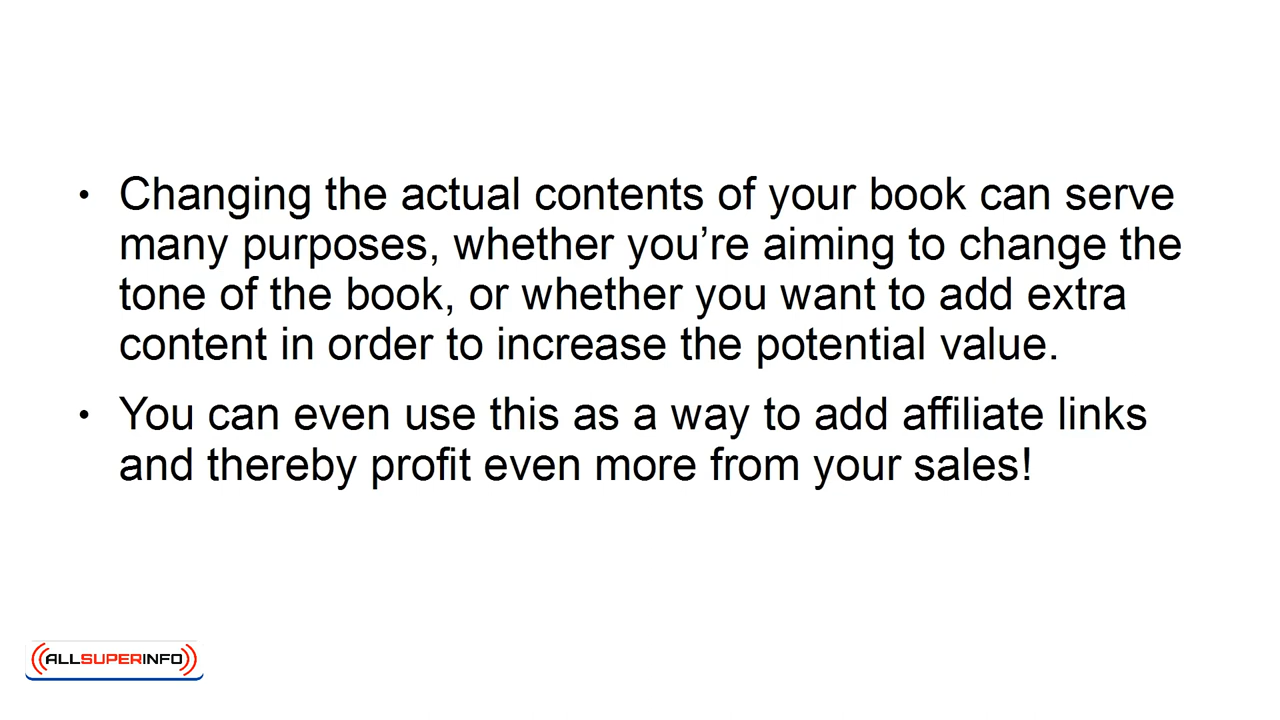 • Changing the actual contents of your book can serve
many purposes, whether you’re aiming to change the
tone of the book, or whether you want to add extra
content in order to increase the potential value.
• You can even use this as a way to add affiliate links
and thereby profit even more from your sales!
ALLSUPERINFO